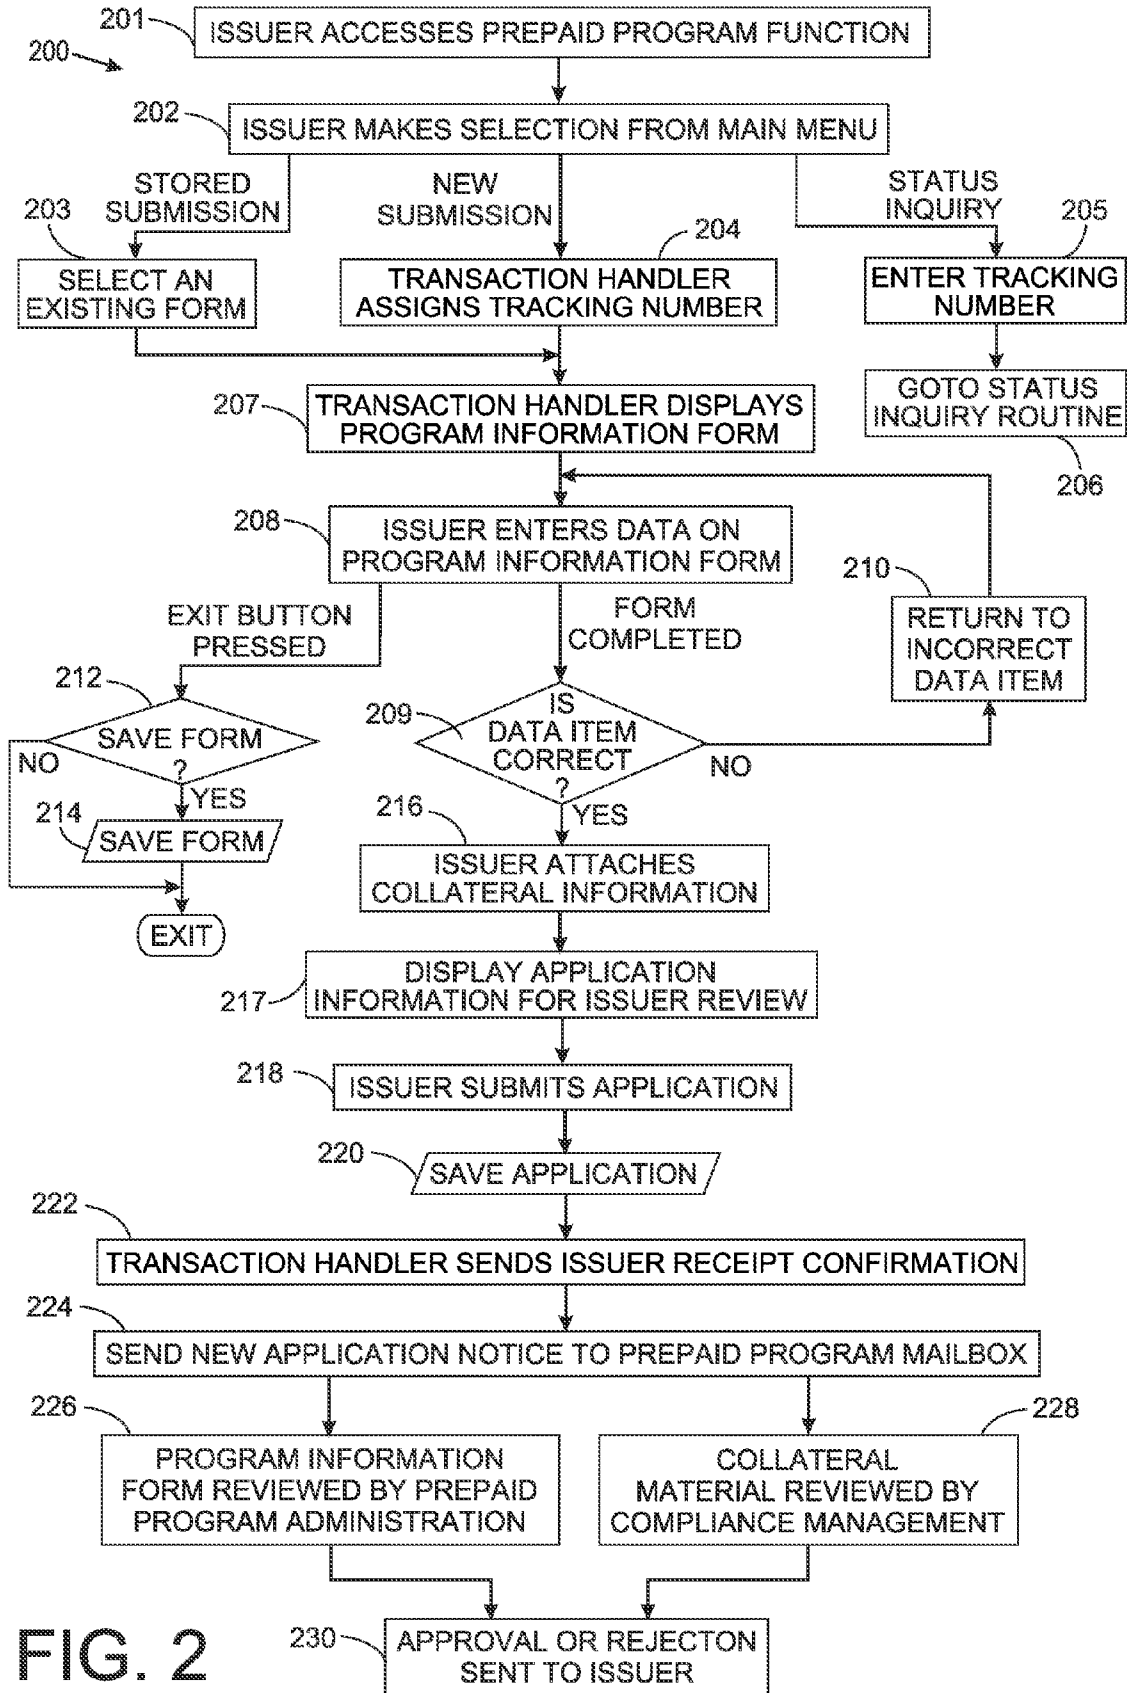 201
ISSUER ACCESSES PREPAID PROGRAM FUNCTION
200
202
ISSUER MAKES SELECTION FROM MAIN MENU
STORED
SUBMISSION
NEW
SUBMISSION
STATUS
INQUIRY
203
204
205
SELECT AN
EXISTING FORM
TRANSACTION HANDLER
ASSIGNS TRACKING NUMBER
ENTER TRACKING
NUMBER
207
TRANSACTION HANDLER DISPLAYS
PROGRAM INFORMATION FORM
GOTO STATUS
INQUIRY ROUTINE
206
208
ISSUER ENTERS DATA ON
PROGRAM INFORMATION FORM
210
RETURN TO
INCORRECT
DATA ITEM
EXIT BUTTON
PRESSED
FORM
COMPLETED
212
SAVE FORM
?
NO
YES
209
IS
DATA ITEM
CORRECT
?
NO
YES
214
SAVE FORM
EXIT
216
ISSUER ATTACHES
COLLATERAL INFORMATION
217
DISPLAY APPLICATION
INFORMATION FOR ISSUER REVIEW
218
ISSUER SUBMITS APPLICATION
220
SAVE APPLICATION
222
TRANSACTION HANDLER SENDS ISSUER RECEIPT CONFIRMATION
224
SEND NEW APPLICATION NOTICE TO PREPAID PROGRAM MAILBOX
226
228
PROGRAM INFORMATION
FORM REVIEWED BY PREPAID
PROGRAM ADMINISTRATION
COLLATERAL
MATERIAL REVIEWED BY
COMPLIANCE MANAGEMENT
230
APPROVAL OR REJECTON
SENT TO ISSUER
FIG. 2